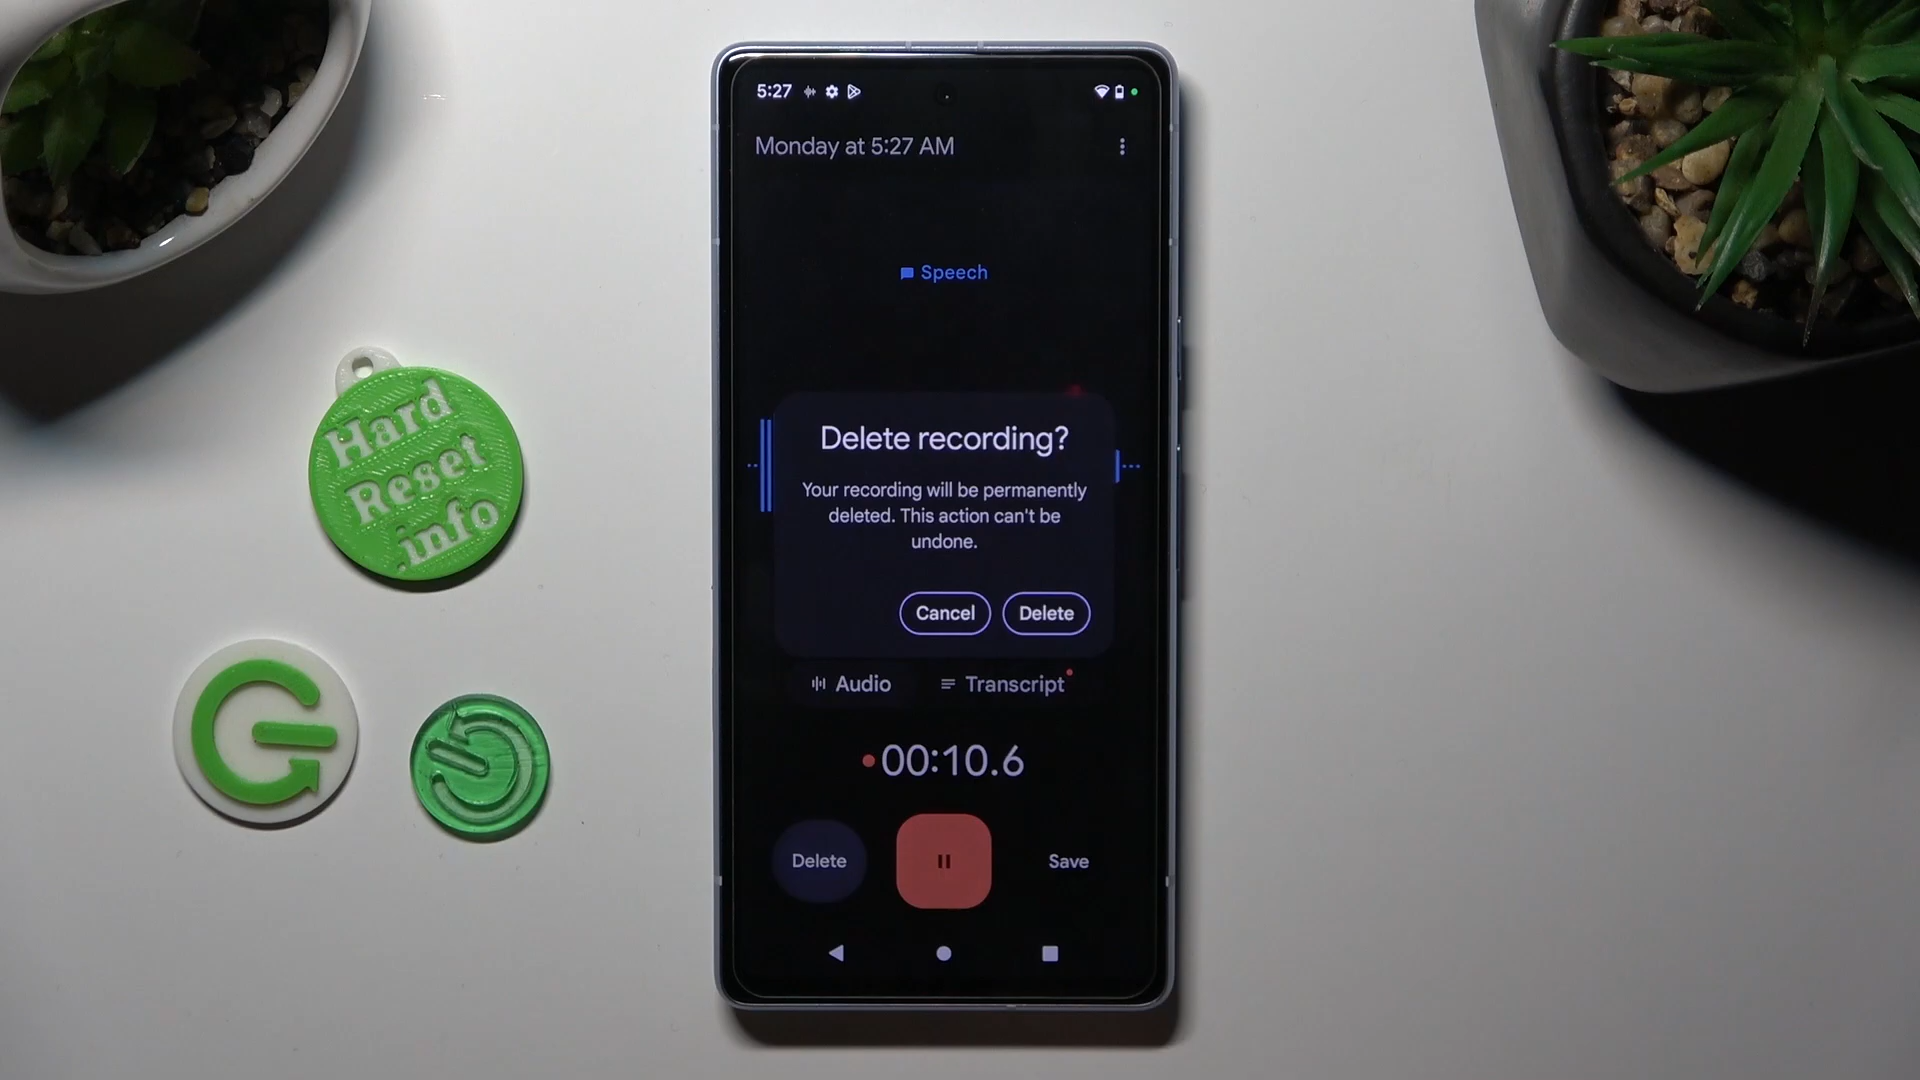 5:27
Monday at 5:27 AM
Speech
Delete recording?
Your recording will be permanently
deleted. This action can't be
undone.
Cancel Delete
Audio Transcript
00:10.6
Delete Save
Hard
Reset
.info